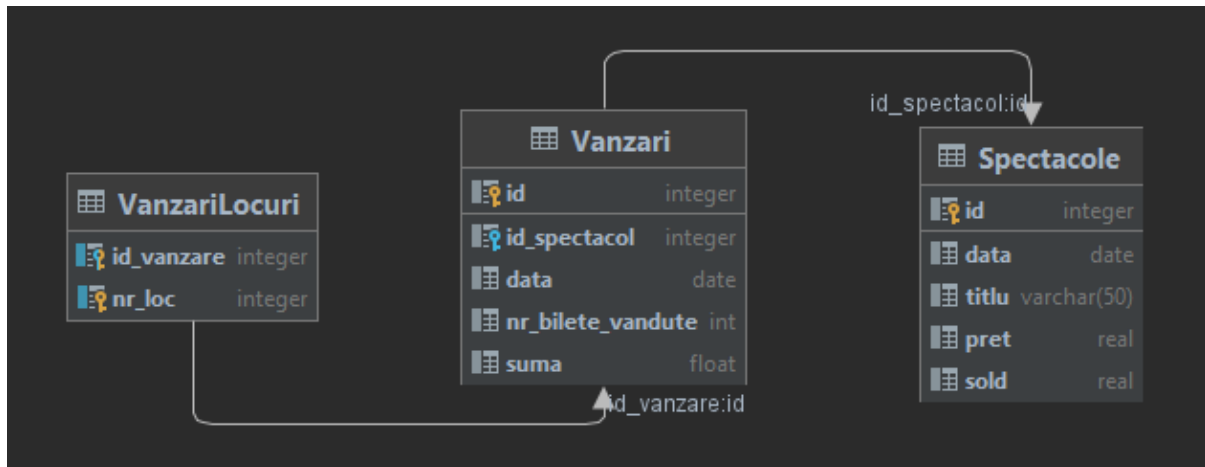 id_spectacol:id
Vanzari
id integer
id_spectacol integer
data date
nr_bilete_vandute int
suma float
Spectacole
id integer
data date
titlu varchar(50)
pret real
sold real
VanzariLocuri
id_vanzare integer
nr_loc integer
id_vanzare:id